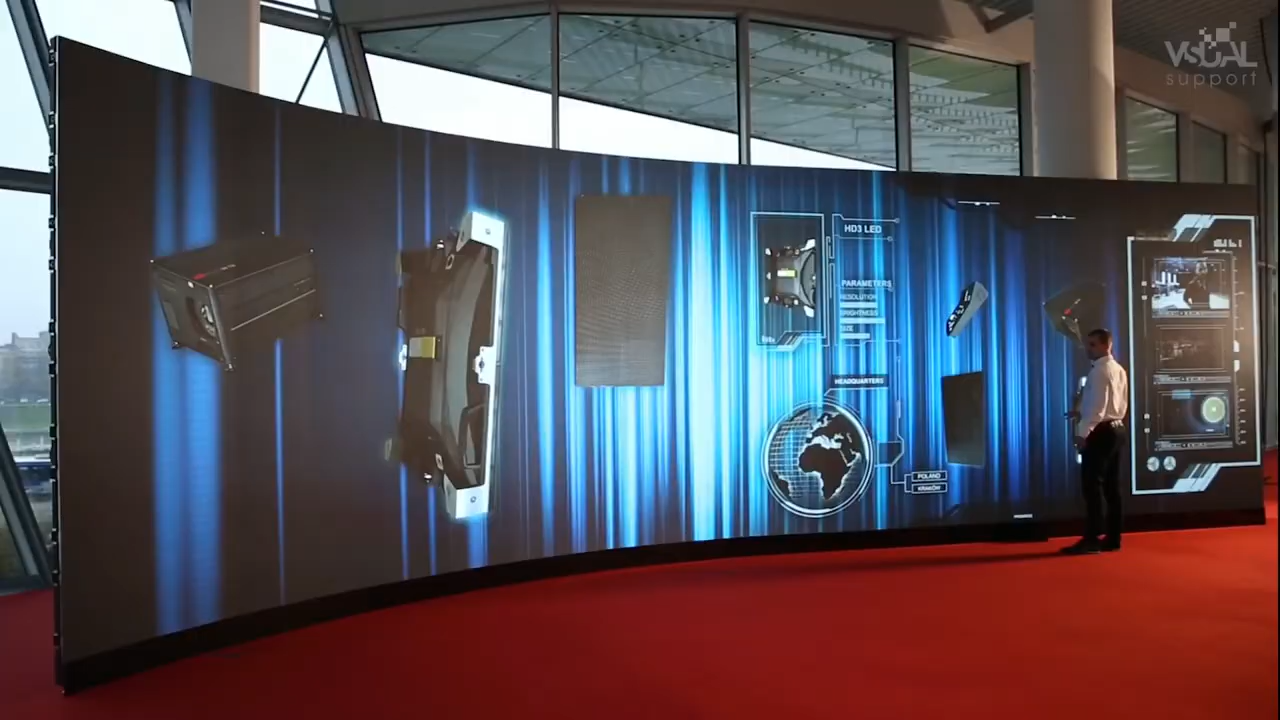 VISUAL
support
HD3 LED
PARAMETERS
RESOLUTION
BRIGHTNESS
SIZE
HEADQUARTERS
POLAND
KRAKÓW